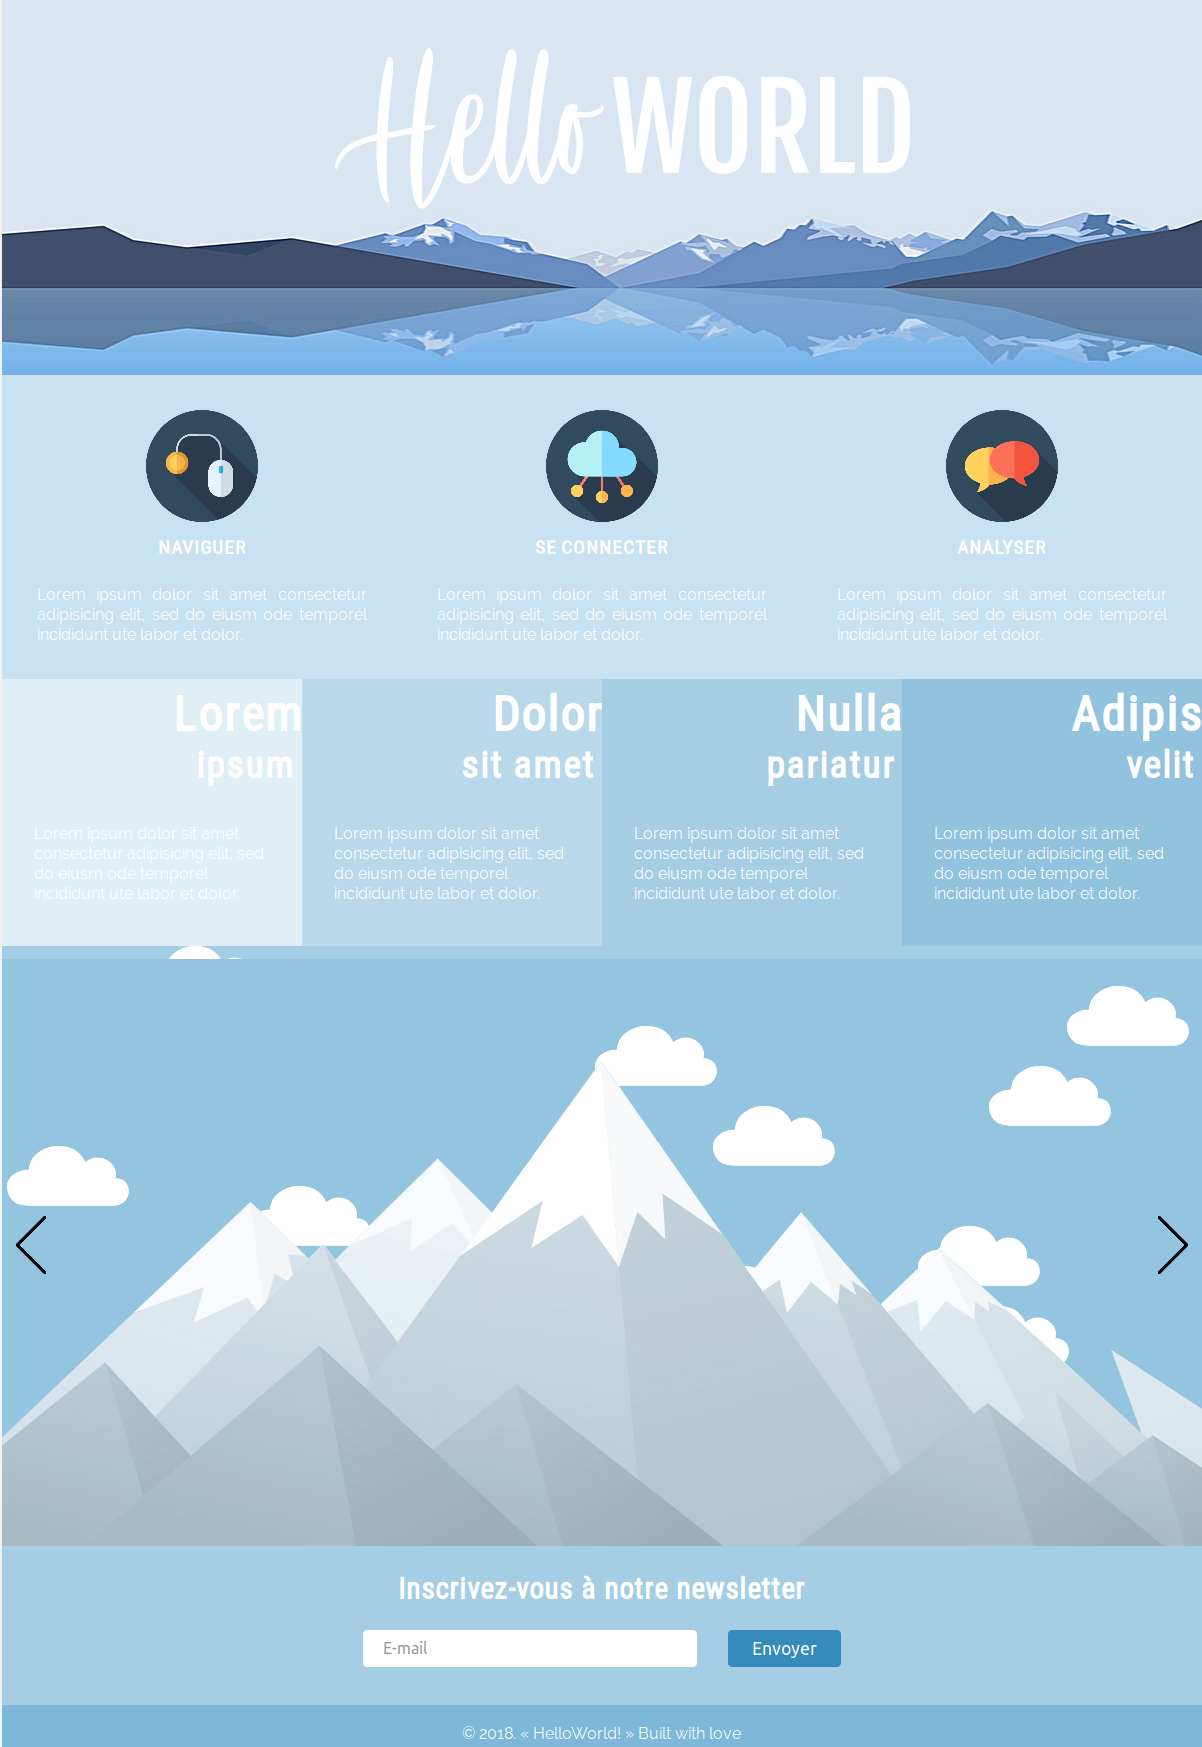 Hello WORLD
NAVIGUER
Lorem ipsum dolor sit amet consectetur
adipisicing elit, sed do eiusm ode temporel
incididunt ute labor et dolor.
SE CONNECTER
Lorem ipsum dolor sit amet consectetur
adipisicing elit, sed do eiusm ode temporel
incididunt ute labor et dolor.
ANALYSER
Lorem ipsum dolor sit amet consectetur
adipisicing elit, sed do eiusm ode temporel
incididunt ute labor et dolor.
Lorem
ipsum
Lorem ipsum dolor sit amet
consectetur adipisicing elit, sed
do eiusm ode temporel
incididunt ute labor et dolor.
Dolor
sit amet
Lorem ipsum dolor sit amet
consectetur adipisicing elit, sed
do eiusm ode temporel
incididunt ute labor et dolor.
Nulla
pariatur
Lorem ipsum dolor sit amet
consectetur adipisicing elit, sed
do eiusm ode temporel
incididunt ute labor et dolor.
Adipis
velit
Lorem ipsum dolor sit amet
consectetur adipisicing elit, sed
do eiusm ode temporel
incididunt ute labor et dolor.
Inscrivez-vous à notre newsletter
E-mail
Envoyer
© 2018. « HelloWorld! » Built with love